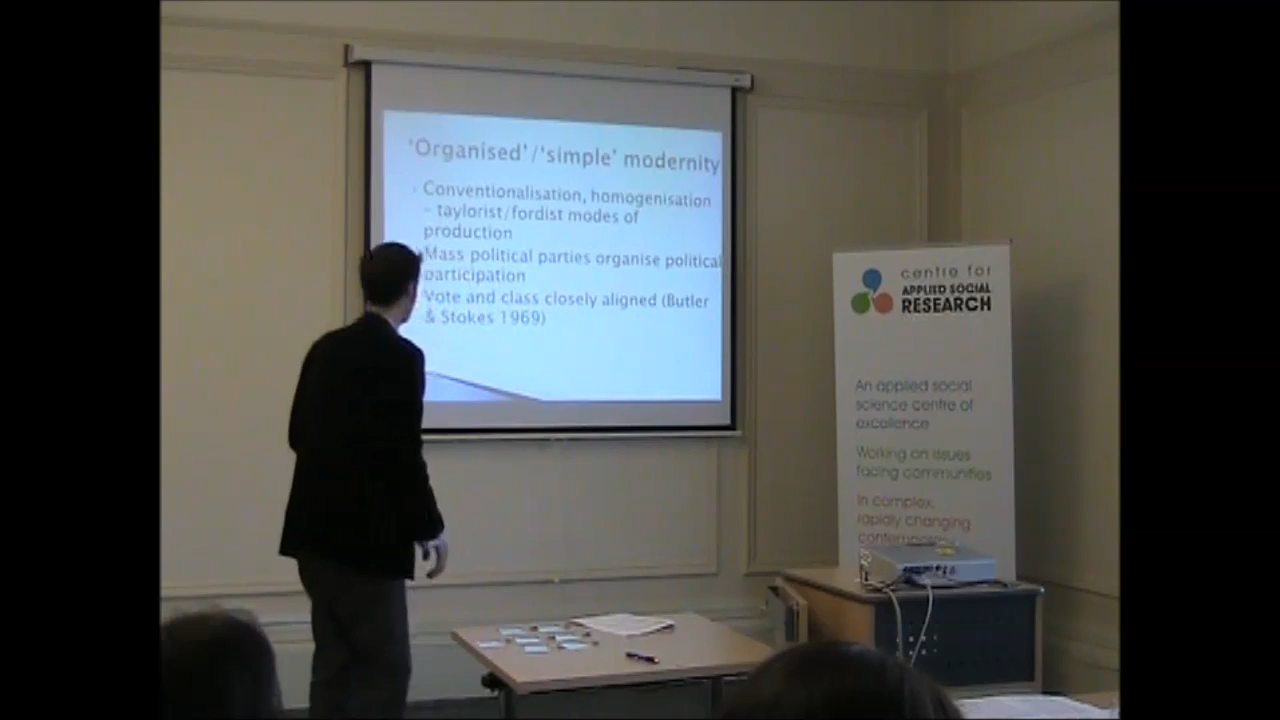 'Organised'/'simple' modernity
Conventionalisation, homogenisation
- taylorist/fordist modes of
production
Mass political parties organise political
participation
Vote and class closely aligned (Butler
& Stokes 1969)
centre for
APPLIED SOCIAL
RESEARCH
An applied social
science centre of
excellence
Working on issues
facing communities
In complex,
rapidly changing
contemporary